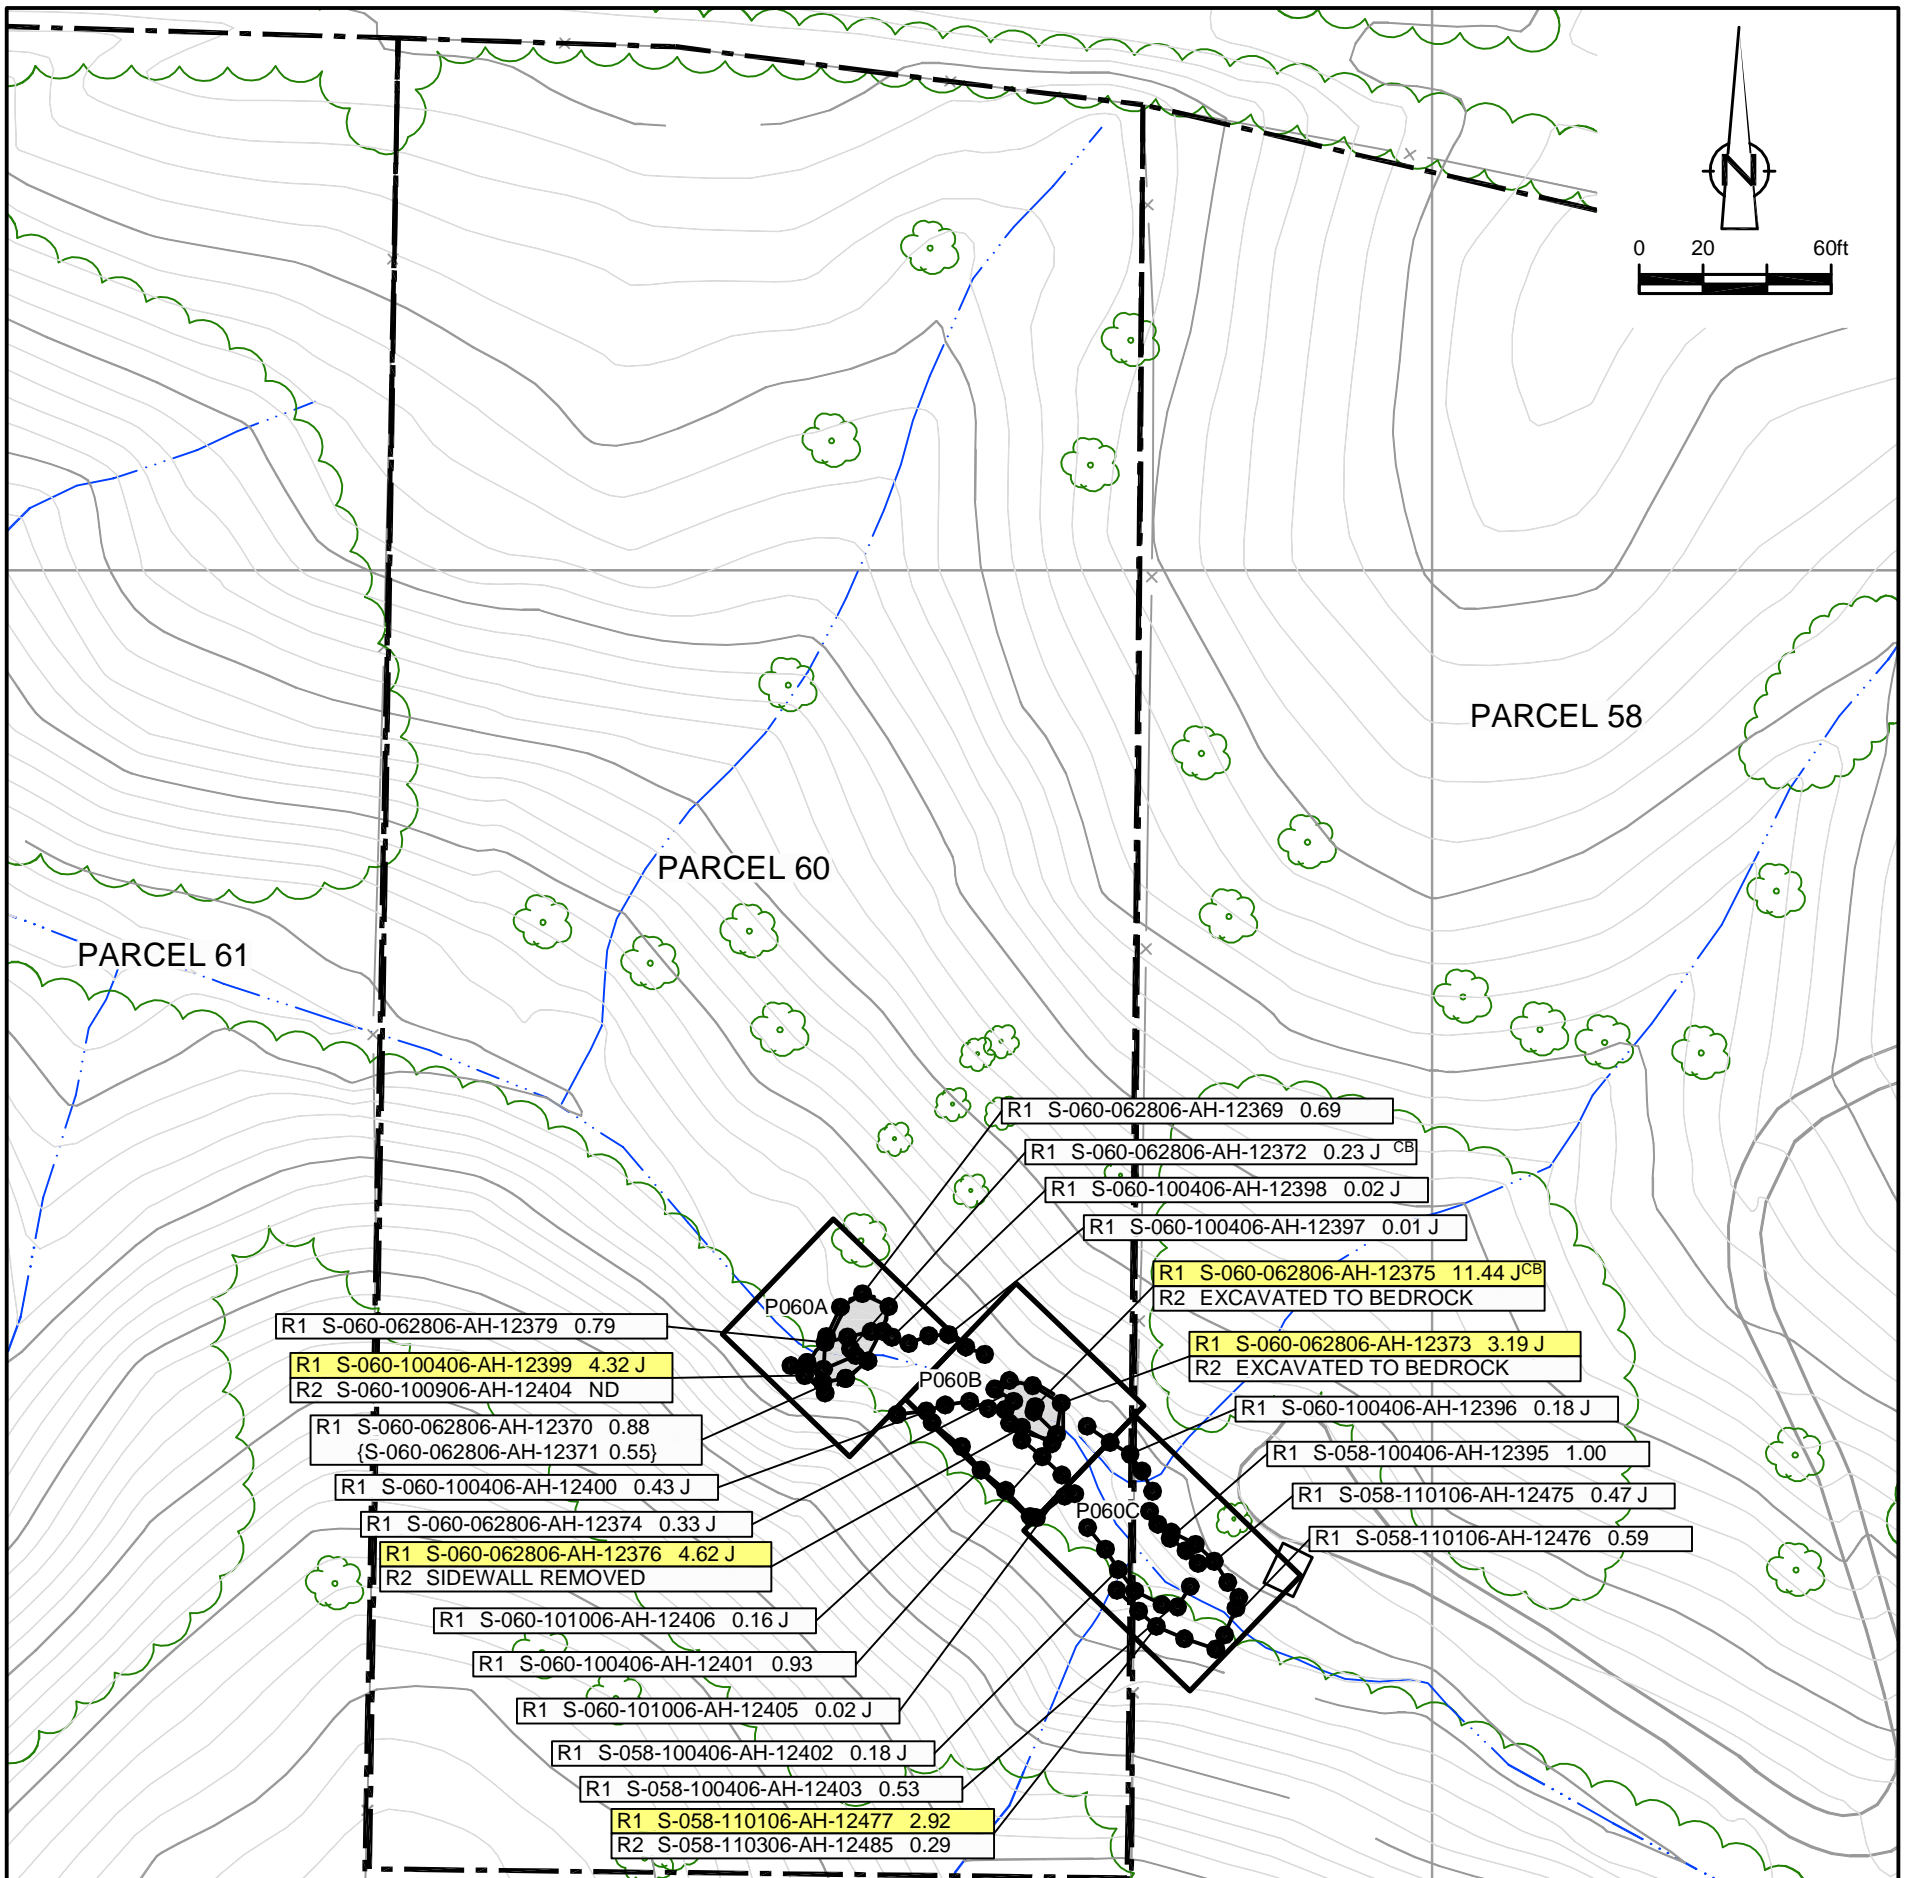 N
0 20 60ft
PARCEL 58
PARCEL 60
PARCEL 61
R1 S-060-062806-AH-12369 0.69
R1 S-060-062806-AH-12372 0.23 J CB
R1 S-060-100406-AH-12398 0.02 J
R1 S-060-100406-AH-12397 0.01 J
R1 S-060-062806-AH-12375 11.44 J CB
R2 EXCAVATED TO BEDROCK
P060A
R1 S-060-062806-AH-12379 0.79
R1 S-060-062806-AH-12373 3.19 J
R2 EXCAVATED TO BEDROCK
R1 S-060-100406-AH-12399 4.32 J
R2 S-060-100906-AH-12404 ND
P060B
R1 S-060-100406-AH-12396 0.18 J
R1 S-060-062806-AH-12370 0.88
{S-060-062806-AH-12371 0.55}
R1 S-058-100406-AH-12395 1.00
R1 S-060-100406-AH-12400 0.43 J
R1 S-058-110106-AH-12475 0.47 J
P060C
R1 S-060-062806-AH-12374 0.33 J
R1 S-058-110106-AH-12476 0.59
R1 S-060-062806-AH-12376 4.62 J
R2 SIDEWALL REMOVED
R1 S-060-101006-AH-12406 0.16 J
R1 S-060-100406-AH-12401 0.93
R1 S-060-101006-AH-12405 0.02 J
R1 S-058-100406-AH-12402 0.18 J
R1 S-058-100406-AH-12403 0.53
R1 S-058-110106-AH-12477 2.92
R2 S-058-110306-AH-12485 0.29